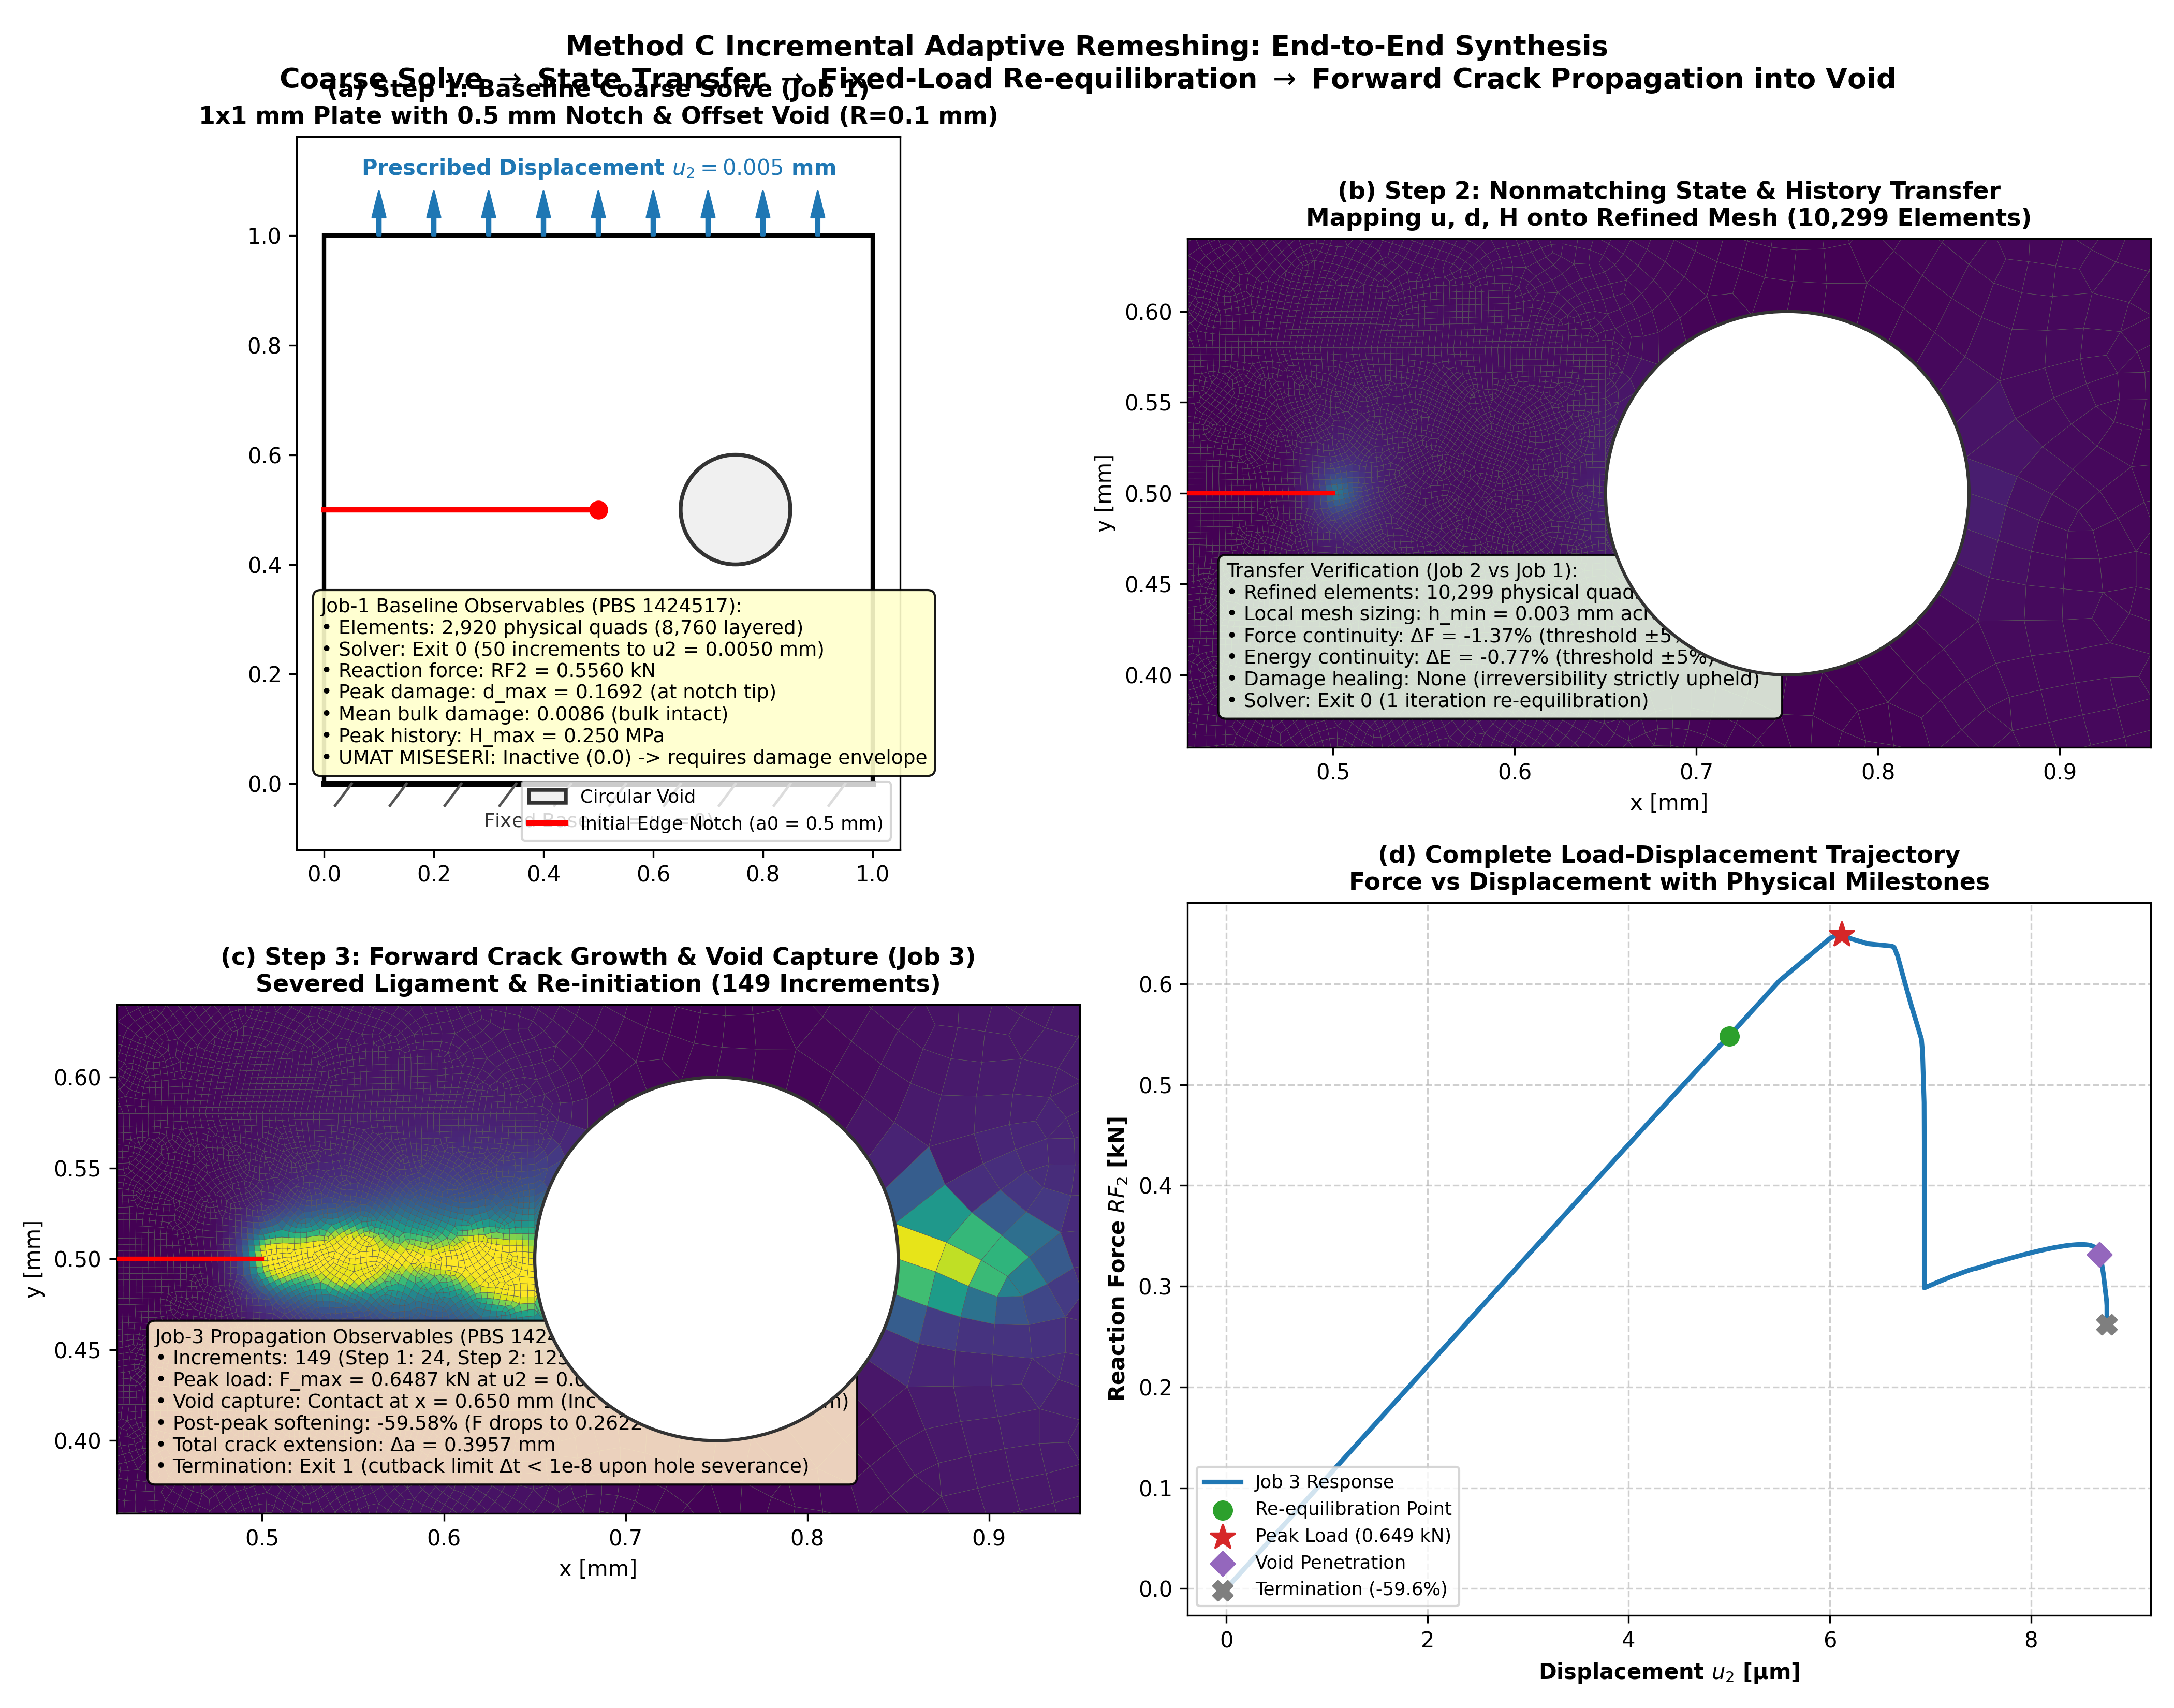 Method C Incremental Adaptive Remeshing: End-to-End Synthesis
Coarse Solve → State Transfer → Fixed-Load Re-equilibration → Forward Crack Propagation into Void
(a) Step 1: Baseline Coarse Solve (Job 1)
1x1 mm Plate with 0.5 mm Notch & Offset Void (R=0.1 mm)
Prescribed Displacement u₂ = 0.005 mm
1.0
0.8
0.6
0.4
0.2
0.0
Job-1 Baseline Observables (PBS 1424517):
• Elements: 2,920 physical quads (8,760 layered)
• Solver: Exit 0 (50 increments to u2 = 0.0050 mm)
• Reaction force: RF2 = 0.5560 kN
• Peak damage: d_max = 0.1692 (at notch tip)
• Mean bulk damage: 0.0086 (bulk intact)
• Peak history: H_max = 0.250 MPa
• UMAT MISESERI: Inactive (0.0) -> requires damage envelope
Fixed Base
Circular Void
Initial Edge Notch (a0 = 0.5 mm)
0.0 0.2 0.4 0.6 0.8 1.0
(b) Step 2: Nonmatching State & History Transfer
Mapping u, d, H onto Refined Mesh (10,299 Elements)
y [mm]
0.60
0.55
0.50
0.45
0.40
Transfer Verification (Job 2 vs Job 1):
• Refined elements: 10,299 physical quad
• Local mesh sizing: h_min = 0.003 mm
• Force continuity: ΔF = -1.37% (threshold ±5%
• Energy continuity: ΔE = -0.77% (threshold ±5%)
• Damage healing: None (irreversibility strictly upheld)
• Solver: Exit 0 (1 iteration re-equilibration)
0.5 0.6 0.7 0.8 0.9
x [mm]
(c) Step 3: Forward Crack Growth & Void Capture (Job 3)
Severed Ligament & Re-initiation (149 Increments)
y [mm]
0.60
0.55
0.50
0.45
0.40
Job-3 Propagation Observables (PBS 1424
• Increments: 149 (Step 1: 24, Step 2: 125
• Peak load: F_max = 0.6487 kN at u2 = 0.0
• Void capture: Contact at x = 0.650 mm (Inc m)
• Post-peak softening: -59.58% (F drops to 0.2622
• Total crack extension: Δa = 0.3957 mm
• Termination: Exit 1 (cutback limit Δt < 1e-8 upon hole severance)
0.5 0.6 0.7 0.8 0.9
x [mm]
(d) Complete Load-Displacement Trajectory
Force vs Displacement with Physical Milestones
Reaction Force RF₂ [kN]
0.6
0.5
0.4
0.3
0.2
0.1
0.0
Job 3 Response
Re-equilibration Point
Peak Load (0.649 kN)
Void Penetration
Termination (-59.6%)
0 2 4 6 8
Displacement u₂ [μm]